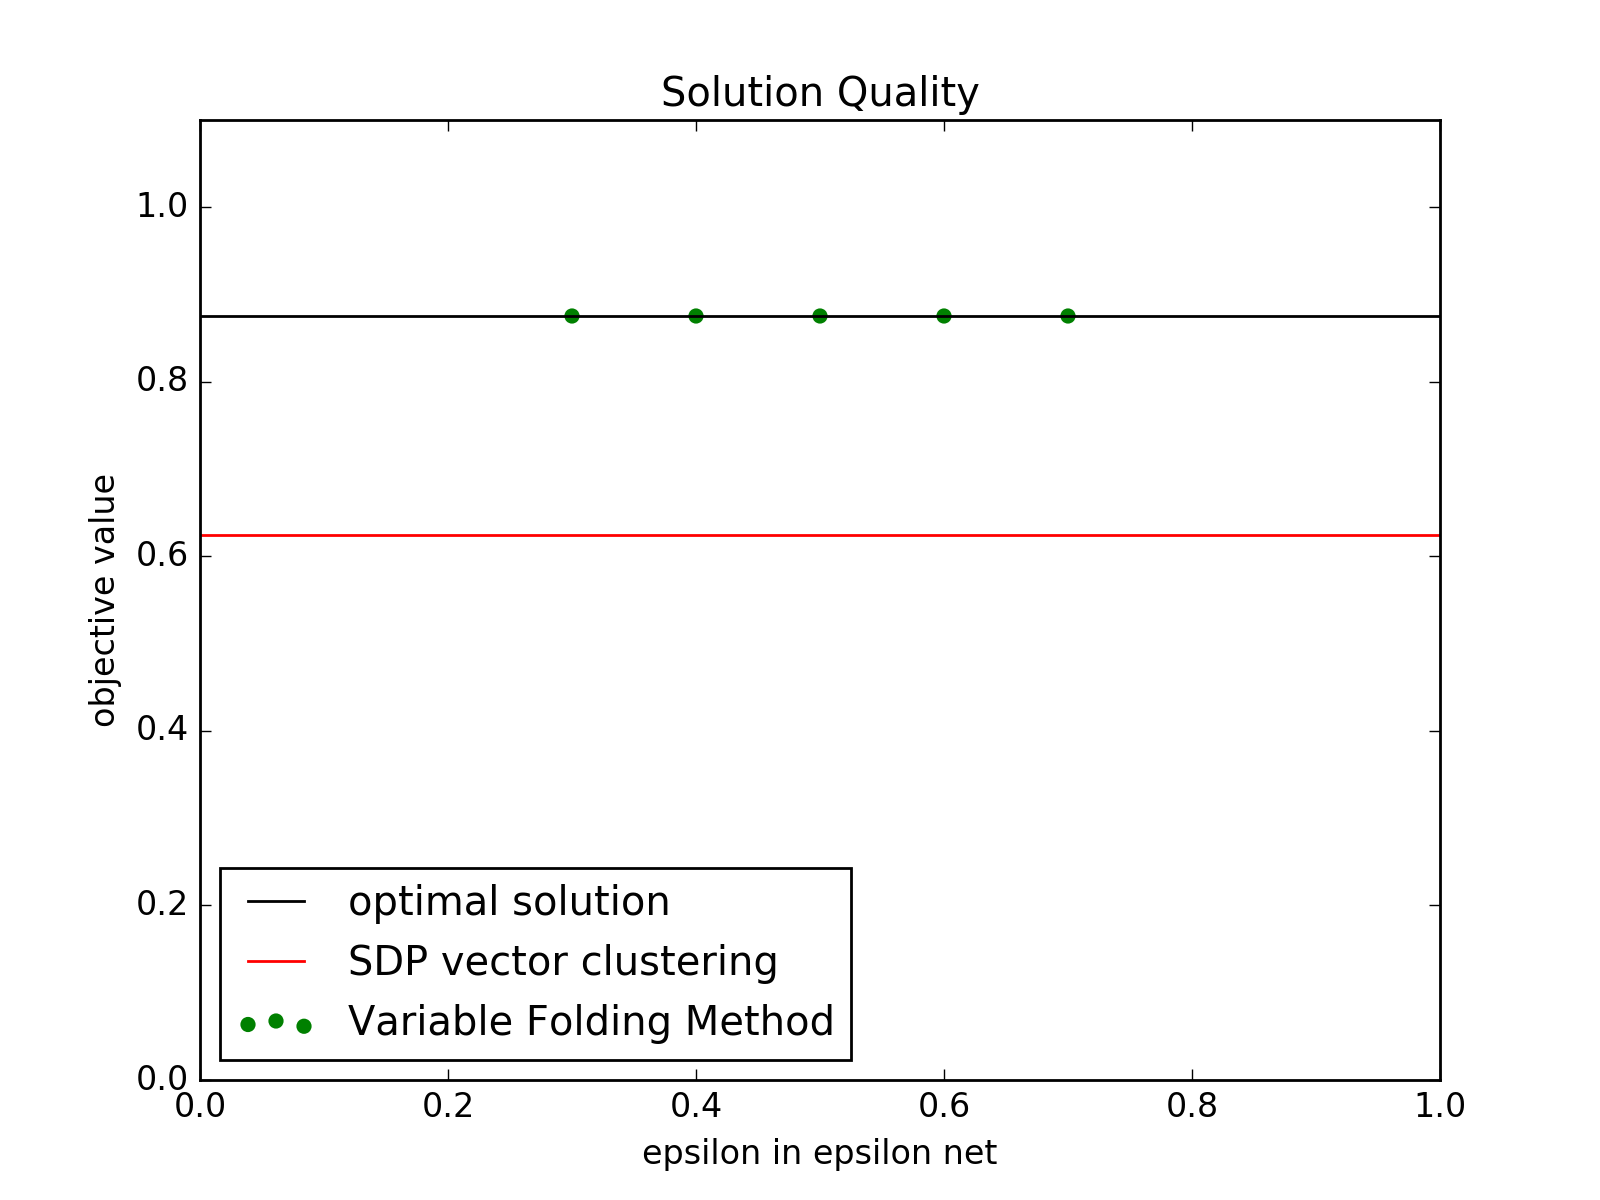 Solution Quality
1.0
0.8
0.6
0.4
0.2
0.0
objective value
optimal solution
SDP vector clustering
Variable Folding Method
0.0 0.2 0.4 0.6 0.8 1.0
epsilon in epsilon net